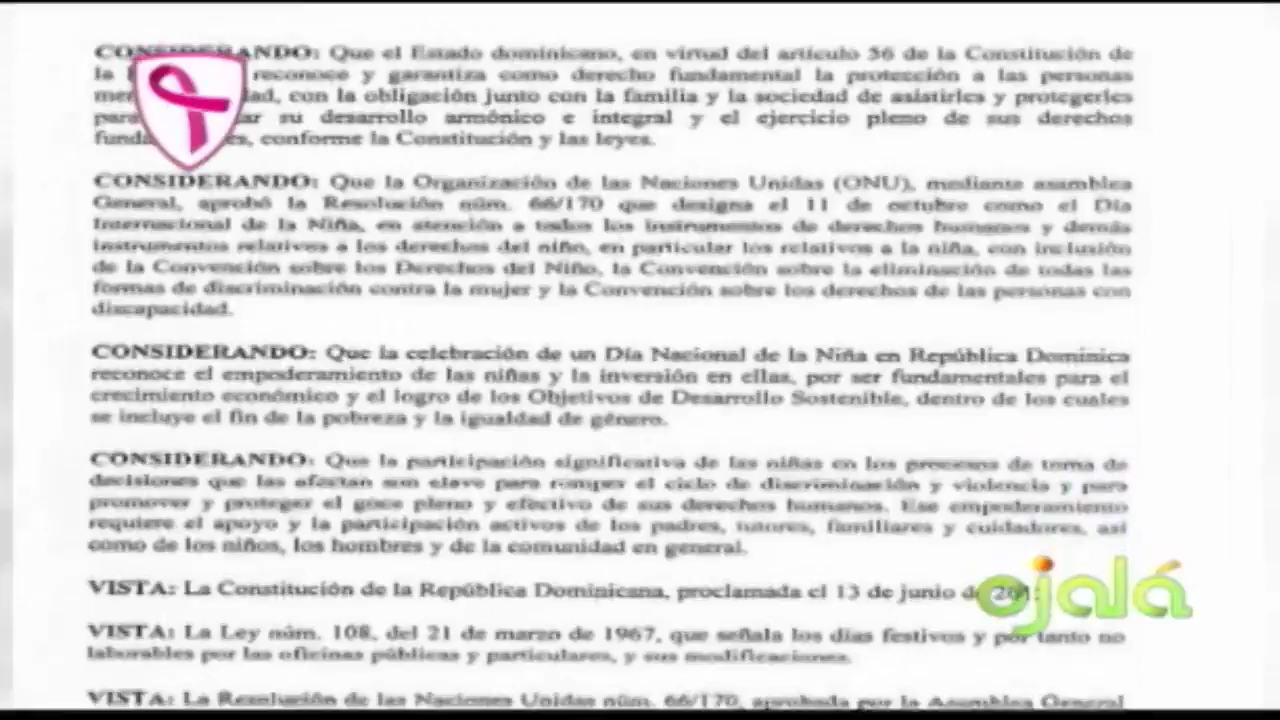 CONSIDERANDO: Que el Estado dominicano, en virtud del artículo 56 de la Constitución de
la reconoce y garantiza como derecho fundamental la protección a las personas
con la obligación junto con la familia y la sociedad de asistirles y protegerles
su desarrollo armónico e integral y el ejercicio pleno de sus derechos
conforme la Constitución y las leyes.
CONSIDERANDO: Que la Organización de las Naciones Unidas (ONU), mediante asamblea
General, aprobó la Resolución núm. 66/170 que designa el 11 de octubre como el Día
Internacional de la Niña, en atención a todos los instrumentos de derechos humanos y demás
instrumentos relativos a los derechos del niño, en particular los relativos a la niña, con inclusión
de la Convención sobre los Derechos del Niño, la Convención sobre la eliminación de todas las
formas de discriminación contra la mujer y la Convención sobre los derechos de las personas con
discapacidad.
CONSIDERANDO: Que la celebración de un Día Nacional de la Niña en República Dominica
reconoce el empoderamiento de las niñas y la inversión en ellas, por ser fundamentales para el
crecimiento económico y el logro de los Objetivos de Desarrollo Sostenible, dentro de los cuales
se incluye el fin de la pobreza y la igualdad de género.
CONSIDERANDO: Que la participación significativa de las niñas en los procesos de toma de
decisiones que las afectan son clave para romper el ciclo de discriminación y violencia y para
promover y proteger el goce pleno y efectivo de sus derechos humanos. Ese empoderamiento
requiere el apoyo y la participación activos de los padres, tutores, familiares y cuidadores, así
como de los niños, los hombres y de la comunidad en general.
VISTA: La Constitución de la República Dominicana, proclamada el 13 de junio
ojalá
VISTA: La Ley núm. 108, del 21 de marzo de 1967, que señala los días festivos y por tanto no
laborables por las oficinas públicas y particulares, y sus modificaciones.
VISTA: La Resolución de las Naciones Unidas núm. 66/170, aprobada por la Asamblea General